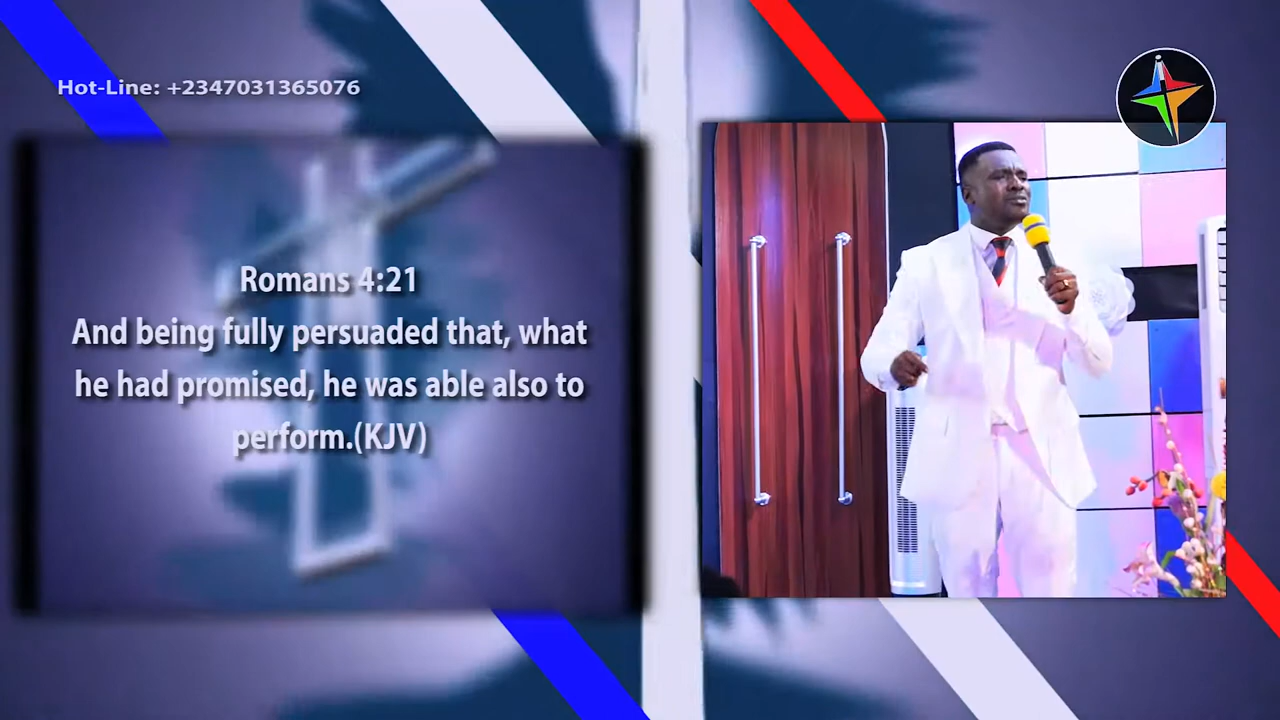 Hot-Line: +2347031365076
Romans 4:21
And being fully persuaded that, what
he had promised, he was able also to
perform.(KJV)